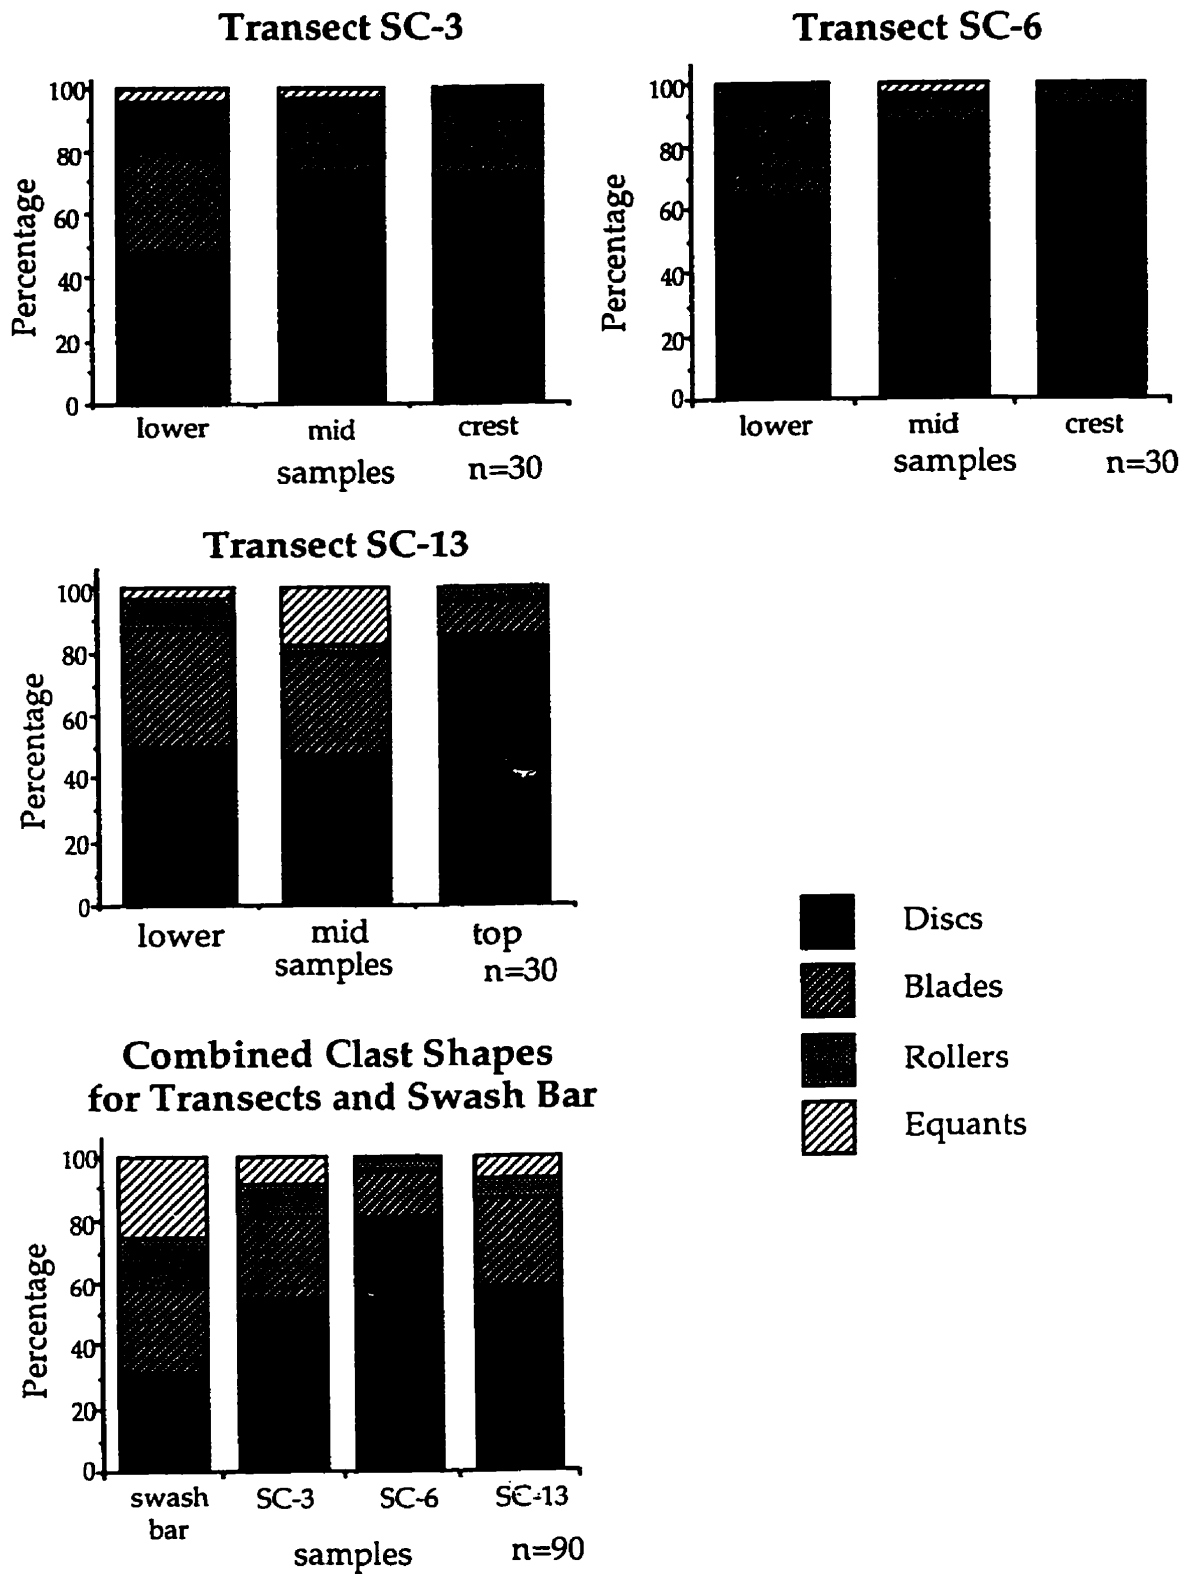 Transect SC-3
Percentage
100
80
60
40
20
0
lower mid crest
samples n=30
Transect SC-6
Percentage
100
80
60
40
20
0
lower mid crest
samples n=30
Transect SC-13
Percentage
100
80
60
40
20
0
lower mid top
samples n=30
Discs
Blades
Rollers
Equants
Combined Clast Shapes
for Transects and Swash Bar
Percentage
100
80
60
40
20
0
swash SC-3 SC-6 SC-13
bar
samples n=90